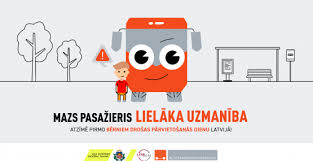 MAZS PASAŽIERIS LIELĀKA UZMANĪBA
ATZĪMĒ PIRMO BĒRNIEM DROŠAS PĀRVIETOŠANĀS DIENU LATVIJĀ!